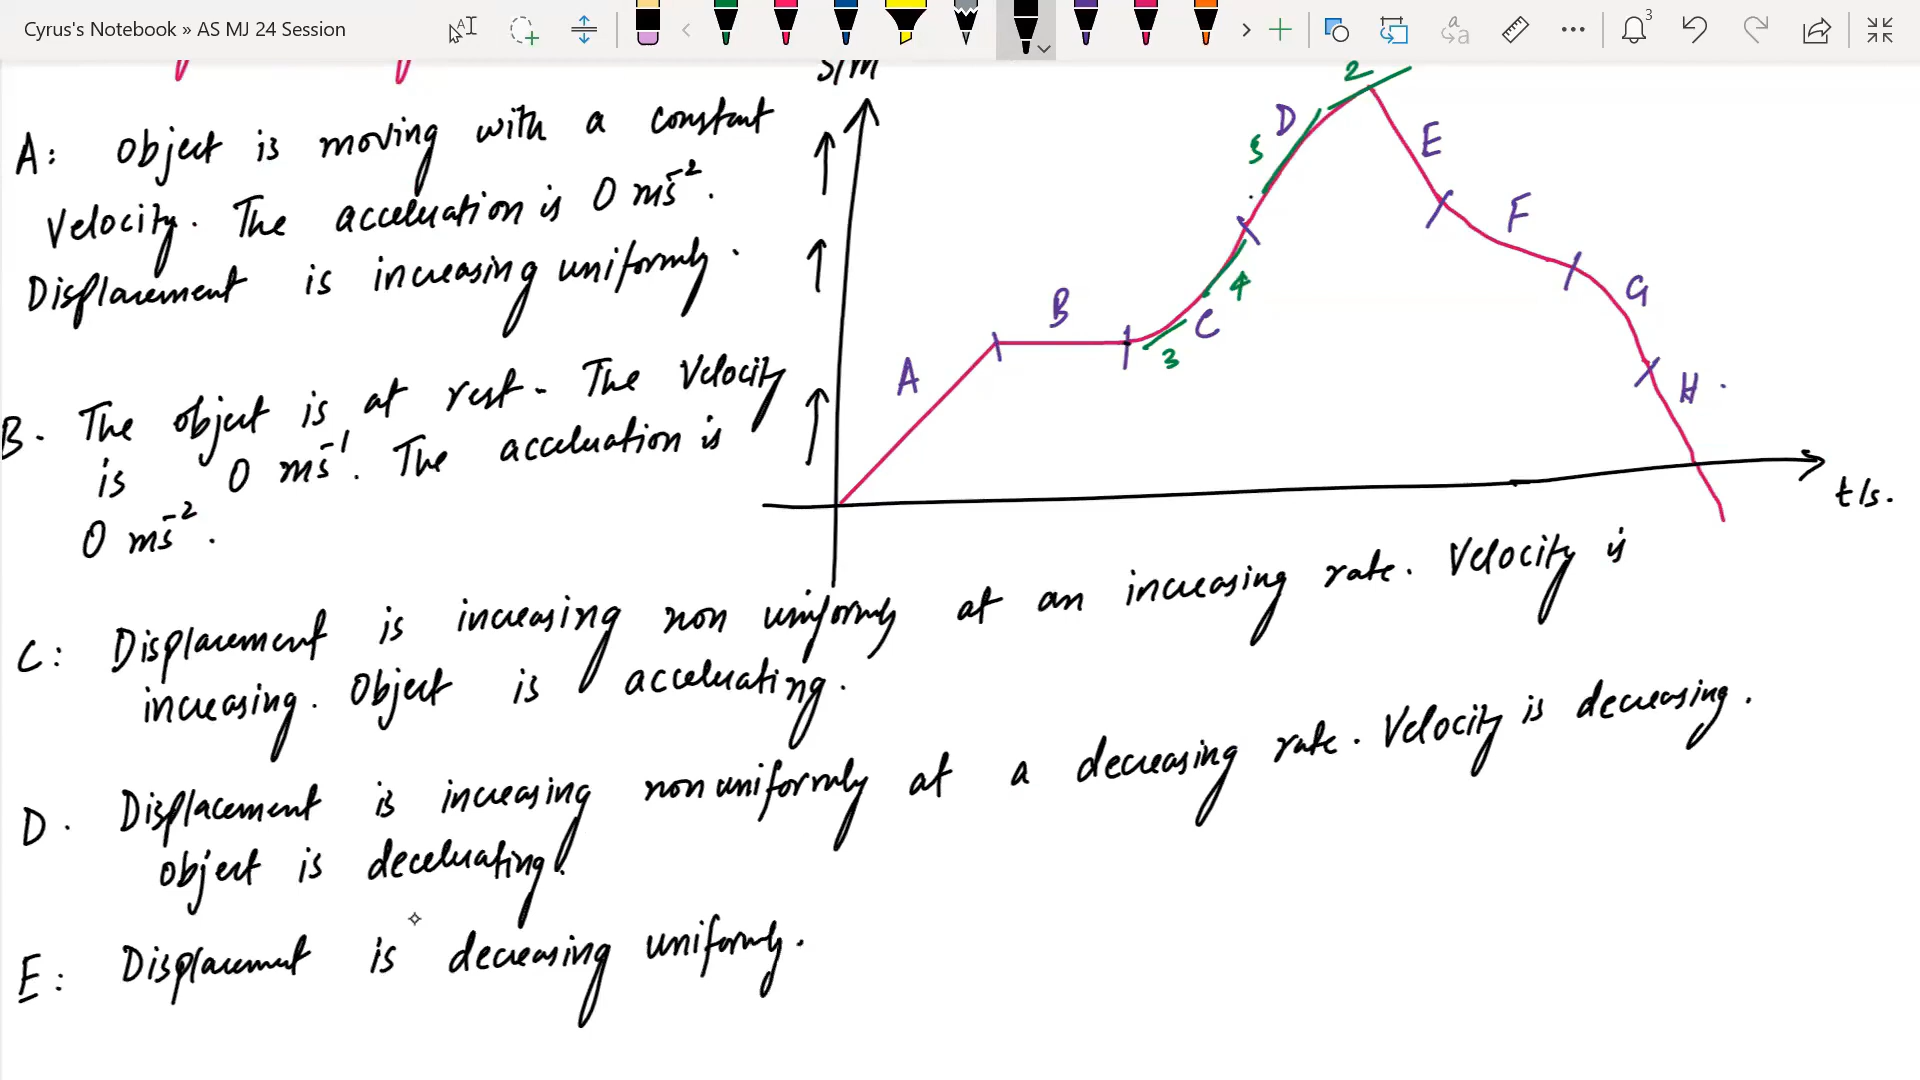 Cyrus's Notebook » AS MJ 24 Session
3
S/m
A: Object is moving with a constant
Velocity. The acceleration is 0 ms⁻².
Displacement is increasing uniformly.
B. The object is at rest. The Velocity
is 0 ms⁻¹. The acceleration is
0 ms⁻².
C: Displacement is increasing non uniformly at an increasing rate. Velocity is
increasing. Object is accelerating.
D. Displacement is increasing non uniformly at a decreasing rate. Velocity is decreasing.
Object is decelerating.
E: Displacement is decreasing uniformly.
2
D
5
E
F
4
G
B
C
3
A
H
t/s.